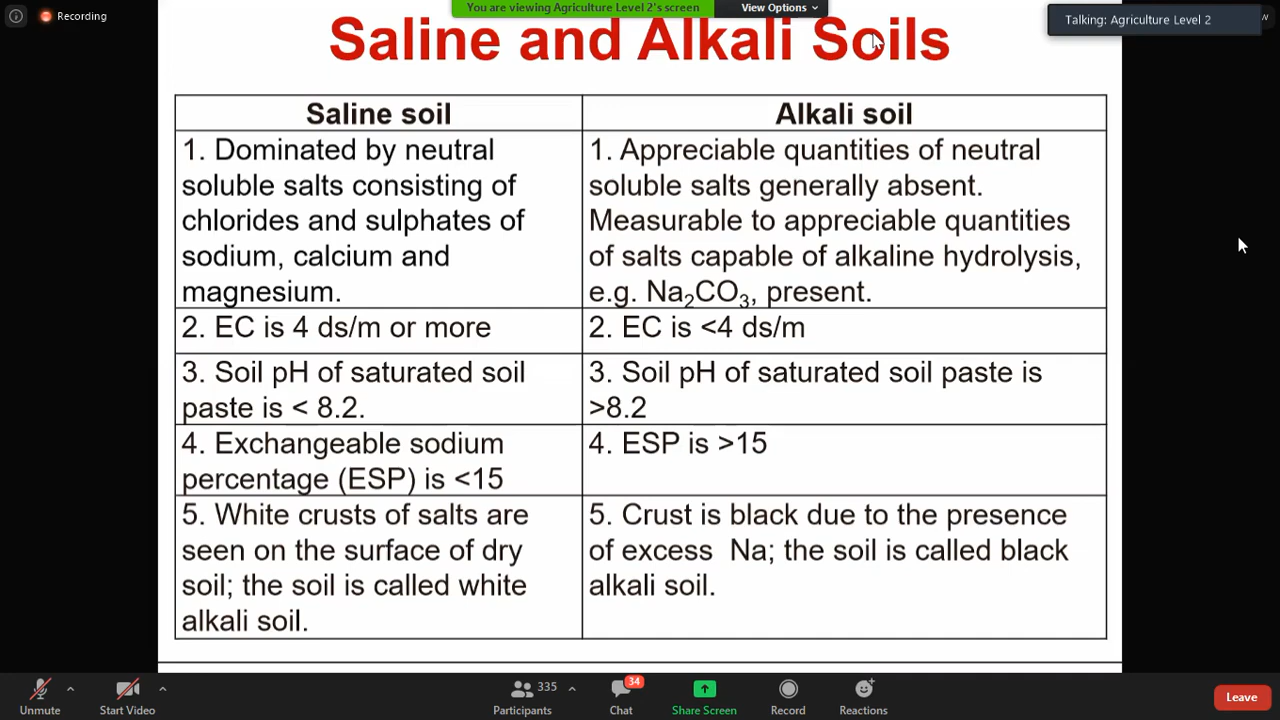 You are viewing Agriculture Level 2's screen
View Options
Recording
Talking: Agriculture Level 2
Saline and Alkali Soils
Saline soil
Alkali soil
1. Dominated by neutral
soluble salts consisting of
chlorides and sulphates of
sodium, calcium and
magnesium.
1. Appreciable quantities of neutral
soluble salts generally absent.
Measurable to appreciable quantities
of salts capable of alkaline hydrolysis,
e.g. Na₂CO₃, present.
2. EC is 4 ds/m or more
2. EC is <4 ds/m
3. Soil pH of saturated soil
paste is < 8.2.
3. Soil pH of saturated soil paste is
>8.2
4. Exchangeable sodium
percentage (ESP) is <15
4. ESP is >15
5. White crusts of salts are
seen on the surface of dry
soil; the soil is called white
alkali soil.
5. Crust is black due to the presence
of excess Na; the soil is called black
alkali soil.
Unmute
Start Video
335
Participants
34
Chat
Share Screen
Record
Reactions
Leave